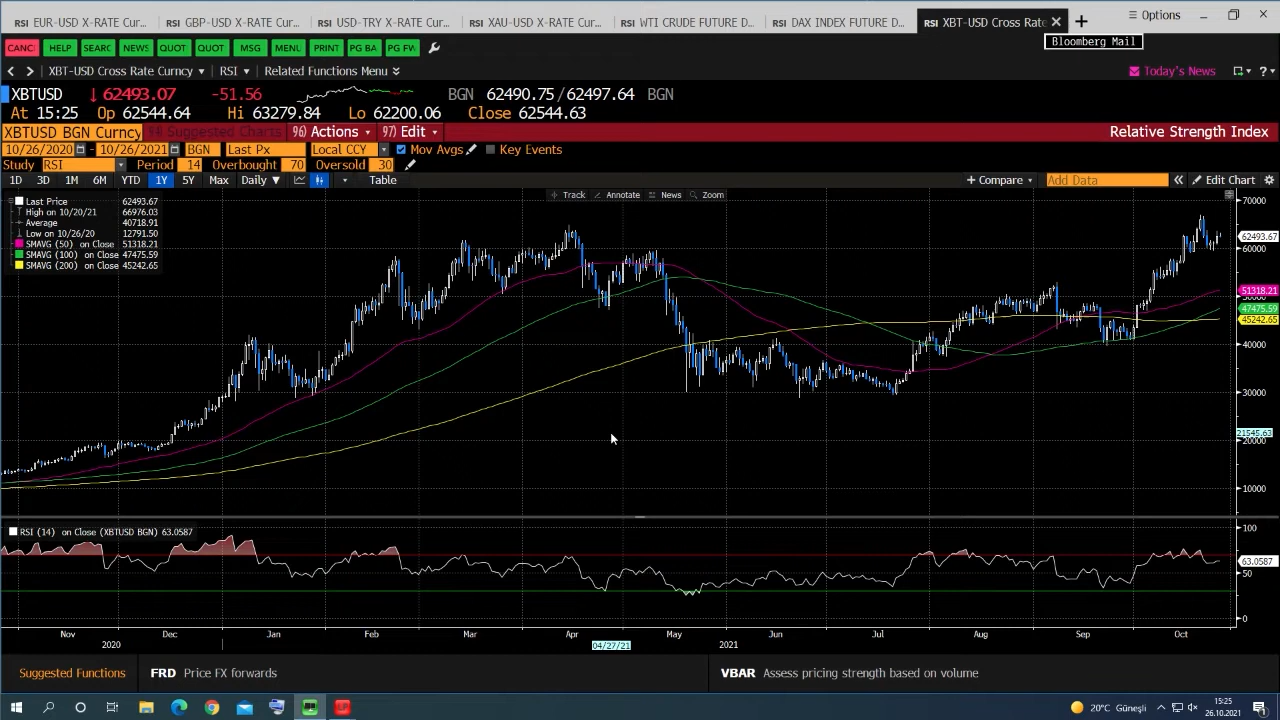 RSI EUR-USD X-RATE Cur...
RSI GBP-USD X-RATE Cur...
RSI USD-TRY X-RATE Cur...
RSI XAU-USD X-RATE Cur...
RSI WTI CRUDE FUTURE D...
RSI DAX INDEX FUTURE D...
RSI XBT-USD Cross Rate
Options
CANC HELP SEARC NEWS QUOT QUOT MSG MENU PRINT PG BA PG FW
Bloomberg Mail
XBT-USD Cross Rate Curncy RSI Related Functions Menu
Today's News
XBTUSD ↓ 62493.07 -51.56 BGN 62490.75/62497.64 BGN
At 15:25 Op 62544.64 Hi 63279.84 Lo 62200.06 Close 62544.63
XBTUSD BGN Curncy 94) Suggested Charts 96) Actions 97) Edit Relative Strength Index
10/26/2020 - 10/26/2021 BGN Last Px Local CCY Mov Avgs Key Events
Study RSI Period 14 Overbought 70 Oversold 30
1D 3D 1M 6M YTD 1Y 5Y Max Daily ▼ Table + Compare Add Data Edit Chart
Track Annotate News Zoom
Last Price 62493.67
High on 10/20/21 66976.03
Average 40718.91
Low on 10/26/20 12791.50
SMAVG (50) on Close 51318.21
SMAVG (100) on Close 47475.59
SMAVG (200) on Close 45242.65
70000
62493.67
60000
51318.21
50000
47475.59
45242.65
40000
30000
21545.63
20000
10000
RSI (14) on Close (XBTUSD BGN) 63.0587
100
63.0587
50
0
Nov Dec Jan Feb Mar Apr May Jun Jul Aug Sep Oct
2020 04/27/21 2021
Suggested Functions FRD Price FX forwards VBAR Assess pricing strength based on volume
20°C Güneşli
15:25
26.10.2021
1